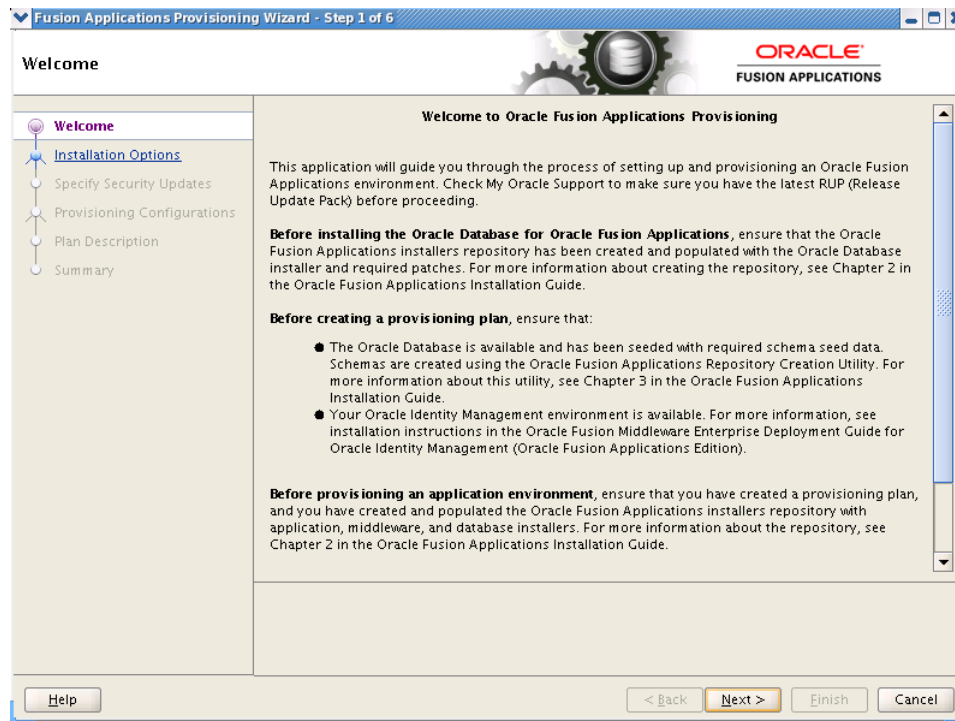 Fusion Applications Provisioning Wizard - Step 1 of 6
Welcome
ORACLE
FUSION APPLICATIONS
Welcome
Installation Options
Specify Security Updates
Provisioning Configurations
Plan Description
Summary
Welcome to Oracle Fusion Applications Provisioning
This application will guide you through the process of setting up and provisioning an Oracle Fusion
Applications environment. Check My Oracle Support to make sure you have the latest RUP (Release
Update Pack) before proceeding.
Before installing the Oracle Database for Oracle Fusion Applications, ensure that the Oracle
Fusion Applications installers repository has been created and populated with the Oracle Database
installer and required patches. For more information about creating the repository, see Chapter 2 in
the Oracle Fusion Applications Installation Guide.
Before creating a provisioning plan, ensure that:
● The Oracle Database is available and has been seeded with required schema seed data.
Schemas are created using the Oracle Fusion Applications Repository Creation Utility. For
more information about this utility, see Chapter 3 in the Oracle Fusion Applications
Installation Guide.
● Your Oracle Identity Management environment is available. For more information, see
installation instructions in the Oracle Fusion Middleware Enterprise Deployment Guide for
Oracle Identity Management (Oracle Fusion Applications Edition).
Before provisioning an application environment, ensure that you have created a provisioning plan,
and you have created and populated the Oracle Fusion Applications installers repository with
application, middleware, and database installers. For more information about the repository, see
Chapter 2 in the Oracle Fusion Applications Installation Guide.
Help
< Back
Next >
Finish
Cancel